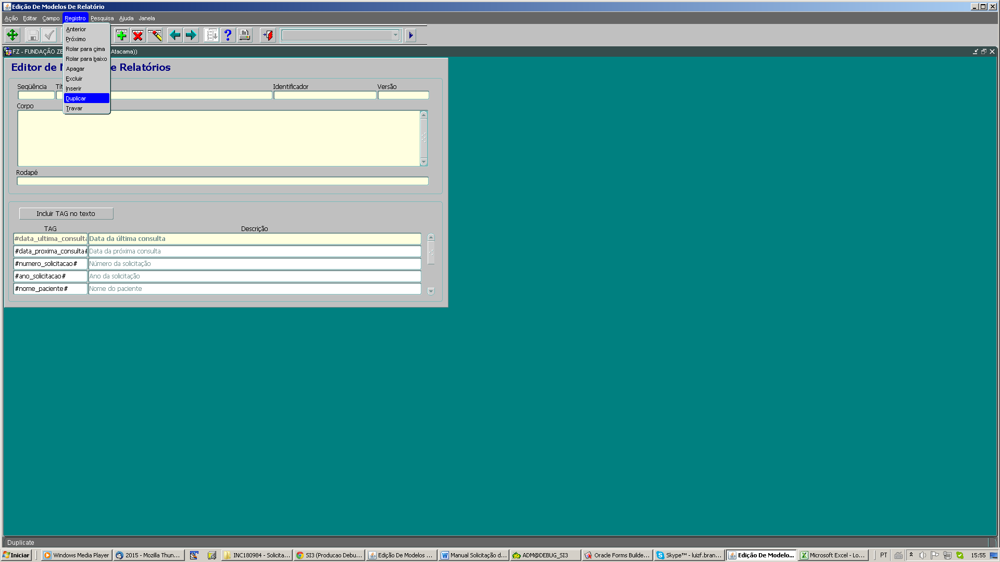 Edição De Modelos De Relatório
Ação Editar Campo Registro Pesquisa Ajuda Janela
Anterior
Próximo
Rolar para cima
Rolar para baixo
Apagar
Excluir
Inserir
Duplicar
Travar
FZ - FUNDAÇÃO ZE Atacama))
Editor de e Relatórios
Seqüência Tít Identificador Versão
Corpo
Rodapé
Incluir TAG no texto
TAG Descrição
#data_ultima_consulta Data da última consulta
#data_proxima_consulta# Data da próxima consulta
#numero_solicitacao# Número da solicitação
#ano_solicitacao# Ano da solicitação
#nome_paciente# Nome do paciente
Duplicate
Iniciar Windows Media Player 2015 - Mozilla Thun... INC180984 - Solicita... SI3 (Producao Debu... Edição De Modelos ... Manual Solicitação d... ADM@DEBUG_SI3 Oracle Forms Builde... Skype™ - luizf.bran... Edição De Modelo... Microsoft Excel - Lo... PT 15:55